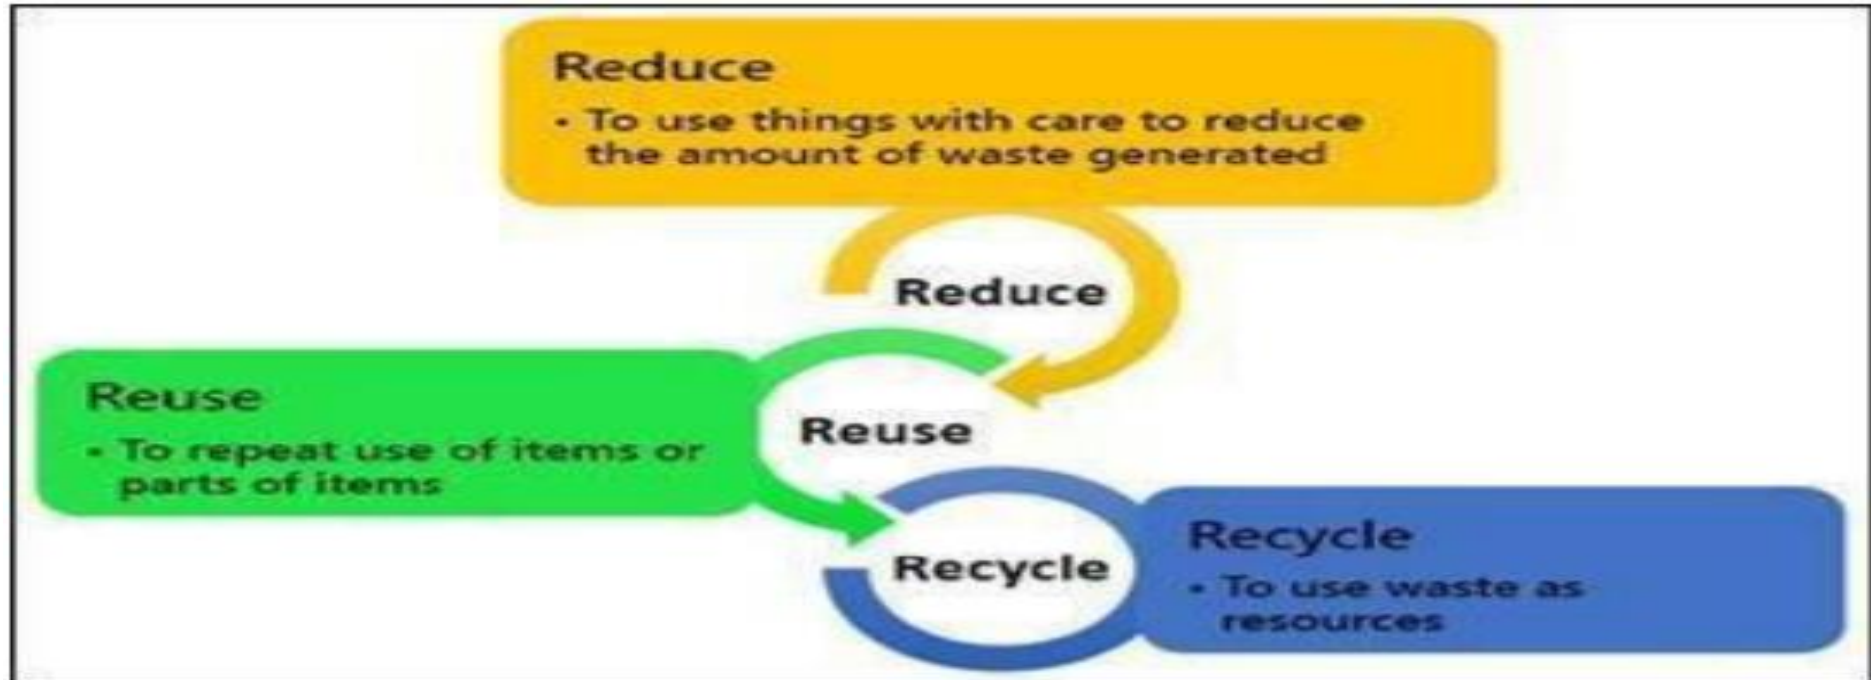 Reduce
• To use things with care to reduce
the amount of waste generated
Reduce
Reuse
• To repeat use of items or
parts of items
Reuse
Recycle
• To use waste as
resources
Recycle